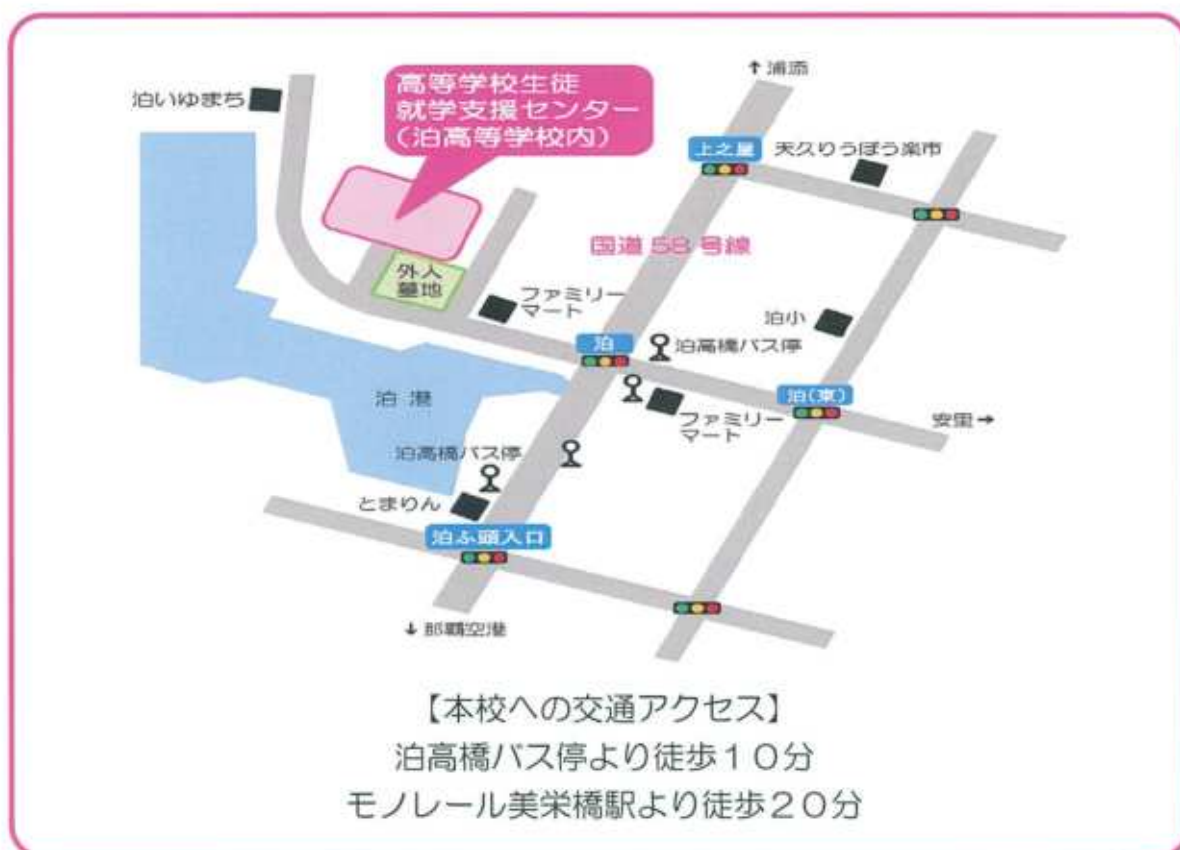 ↑浦添
泊いゆまち
高等学校生徒
就学支援センター
(泊高等学校内)
上之屋
天久りうぼう楽市
国道58号線
外人
墓地
ファミリー
マート
泊小
泊
泊高橋バス停
泊(東)
泊港
ファミリー
マート
安里→
泊高橋バス停
とまりん
泊ふ頭入口
↓那覇空港
【本校への交通アクセス】
泊高橋バス停より徒歩10分
モノレール美栄橋駅より徒歩20分